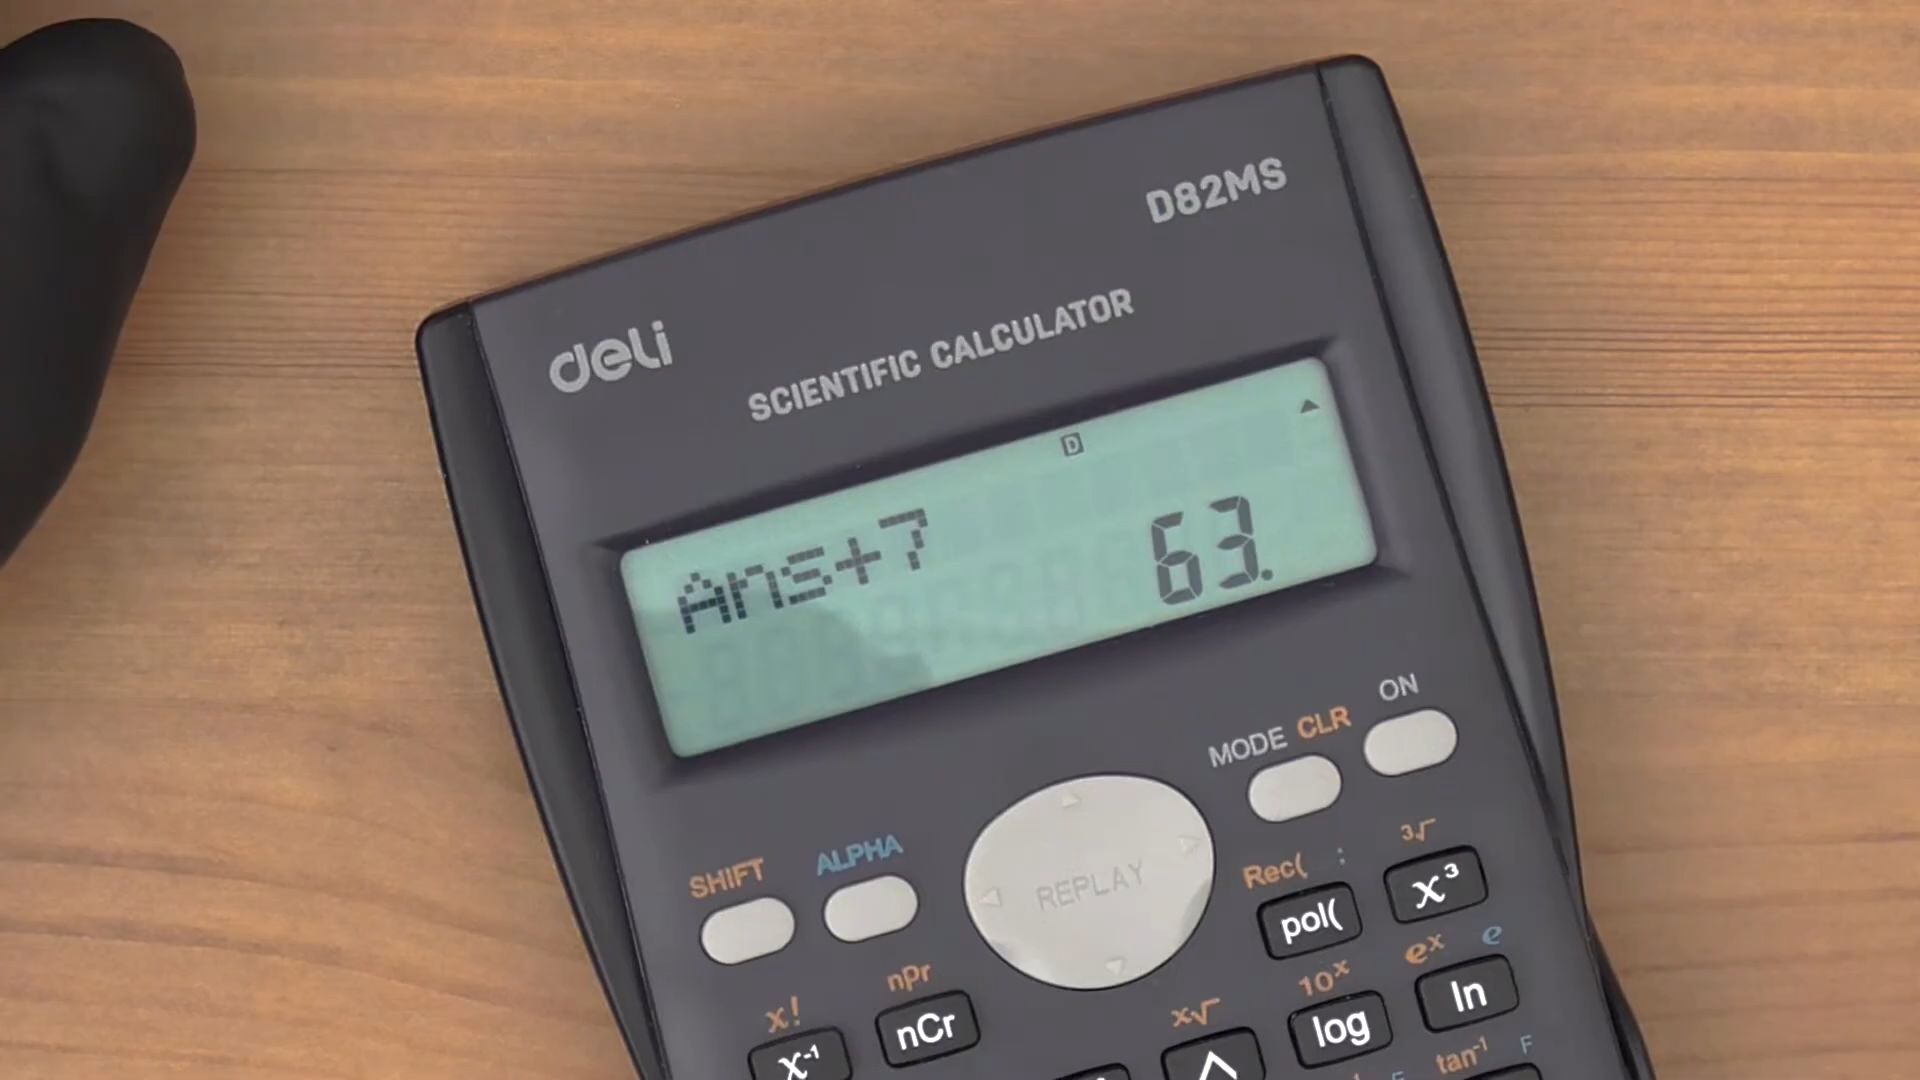 D82MS
deli
SCIENTIFIC CALCULATOR
D
Ans+7
63.
ON
MODE CLR
SHIFT ALPHA
REPLAY
Rec( : ³√
pol( x³
x! nPr x√ 10ˣ eˣ e
x⁻¹ nCr ^ log ln
tan⁻¹ F